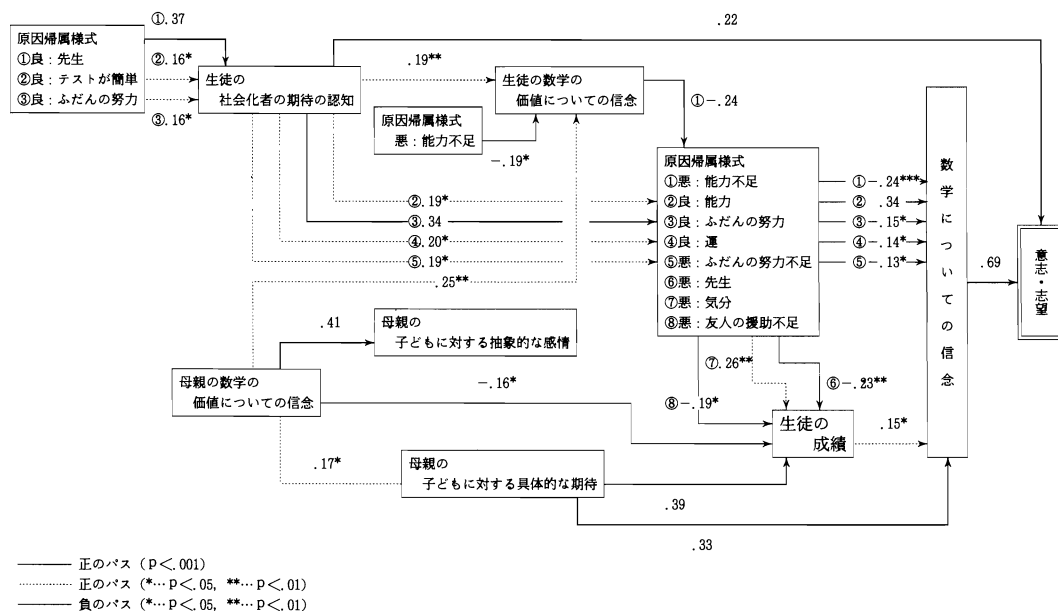 ①.37
.22
原因帰属様式
①良：先生
②良：テストが簡単
③良：ふだんの努力
②.16*
③.16*
生徒の
社会化者の期待の認知
.19**
生徒の数学の
価値についての信念
①-.24
原因帰属様式
悪：能力不足
-.19*
②.19*
③.34
④.20*
⑤.19*
.25**
原因帰属様式
①悪：能力不足
②良：能力
③良：ふだんの努力
④良：運
⑤悪：ふだんの努力不足
⑥悪：先生
⑦悪：気分
⑧悪：友人の援助不足
①-.24***
② .34
③-.15*
④-.14*
⑤-.13*
数学についての信念
.69
意志・志望
.41
母親の
子どもに対する抽象的な感情
⑦.26**
⑥-.23**
⑧-.19*
母親の数学の
価値についての信念
-.16*
生徒の
成績
.15*
.17*
母親の
子どもに対する具体的な期待
.39
.33
正のパス（p<.001）
正のパス（*…p<.05, **…p<.01）
負のパス（*…p<.05, **…p<.01）